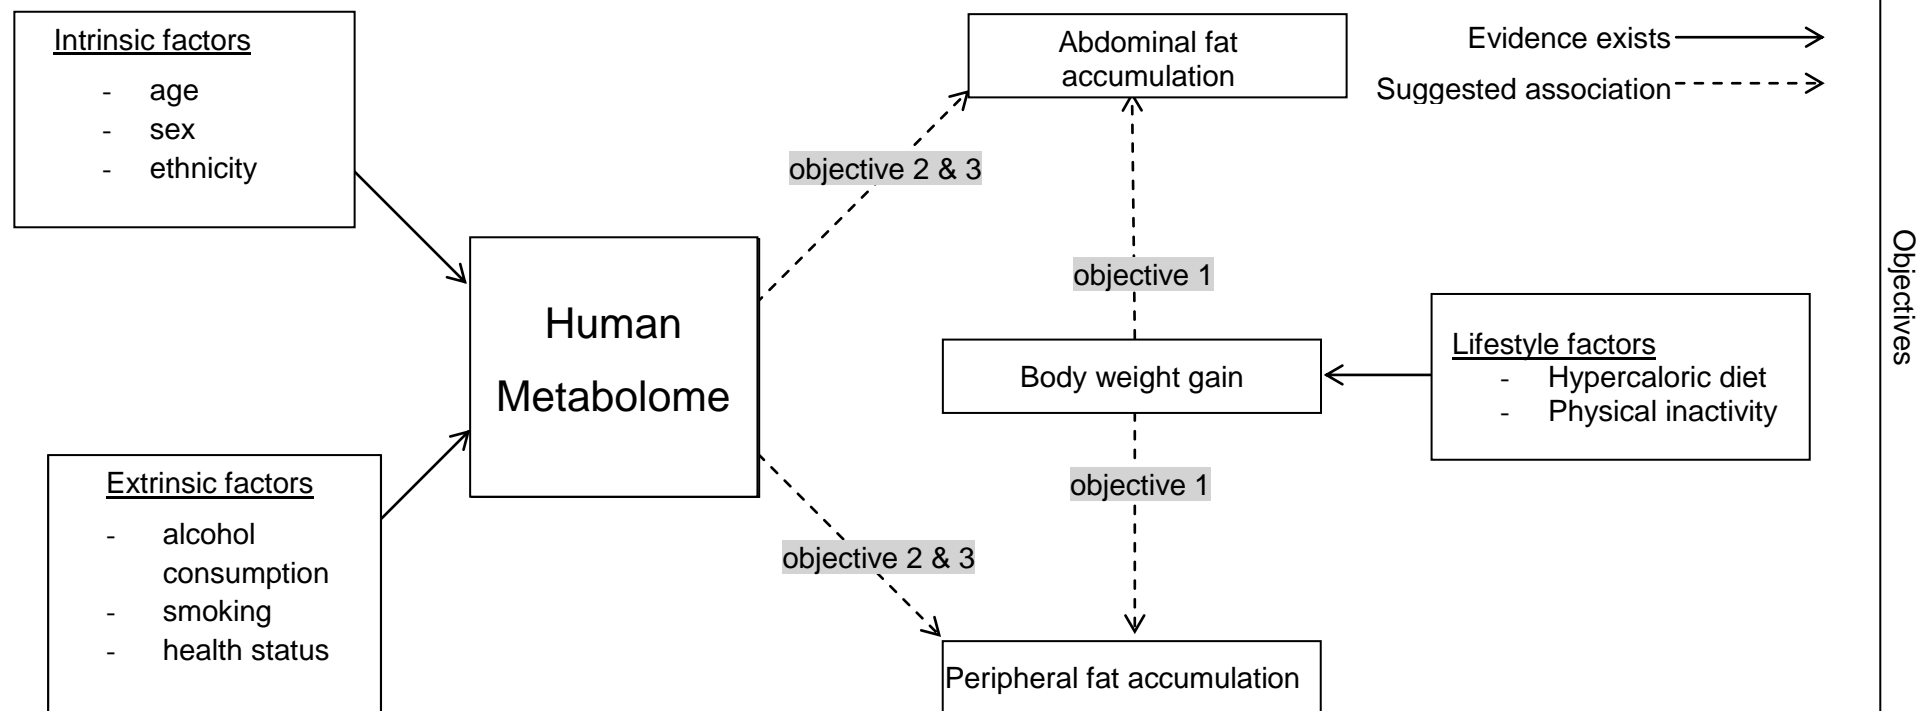 Intrinsic factors
- age
- sex
- ethnicity
Abdominal fat
accumulation
Evidence exists
Suggested association
objective 2 & 3
Human
Metabolome
objective 1
Body weight gain
Lifestyle factors
- Hypercaloric diet
- Physical inactivity
Objectives
Extrinsic factors
- alcohol
consumption
- smoking
- health status
objective 1
objective 2 & 3
Peripheral fat accumulation